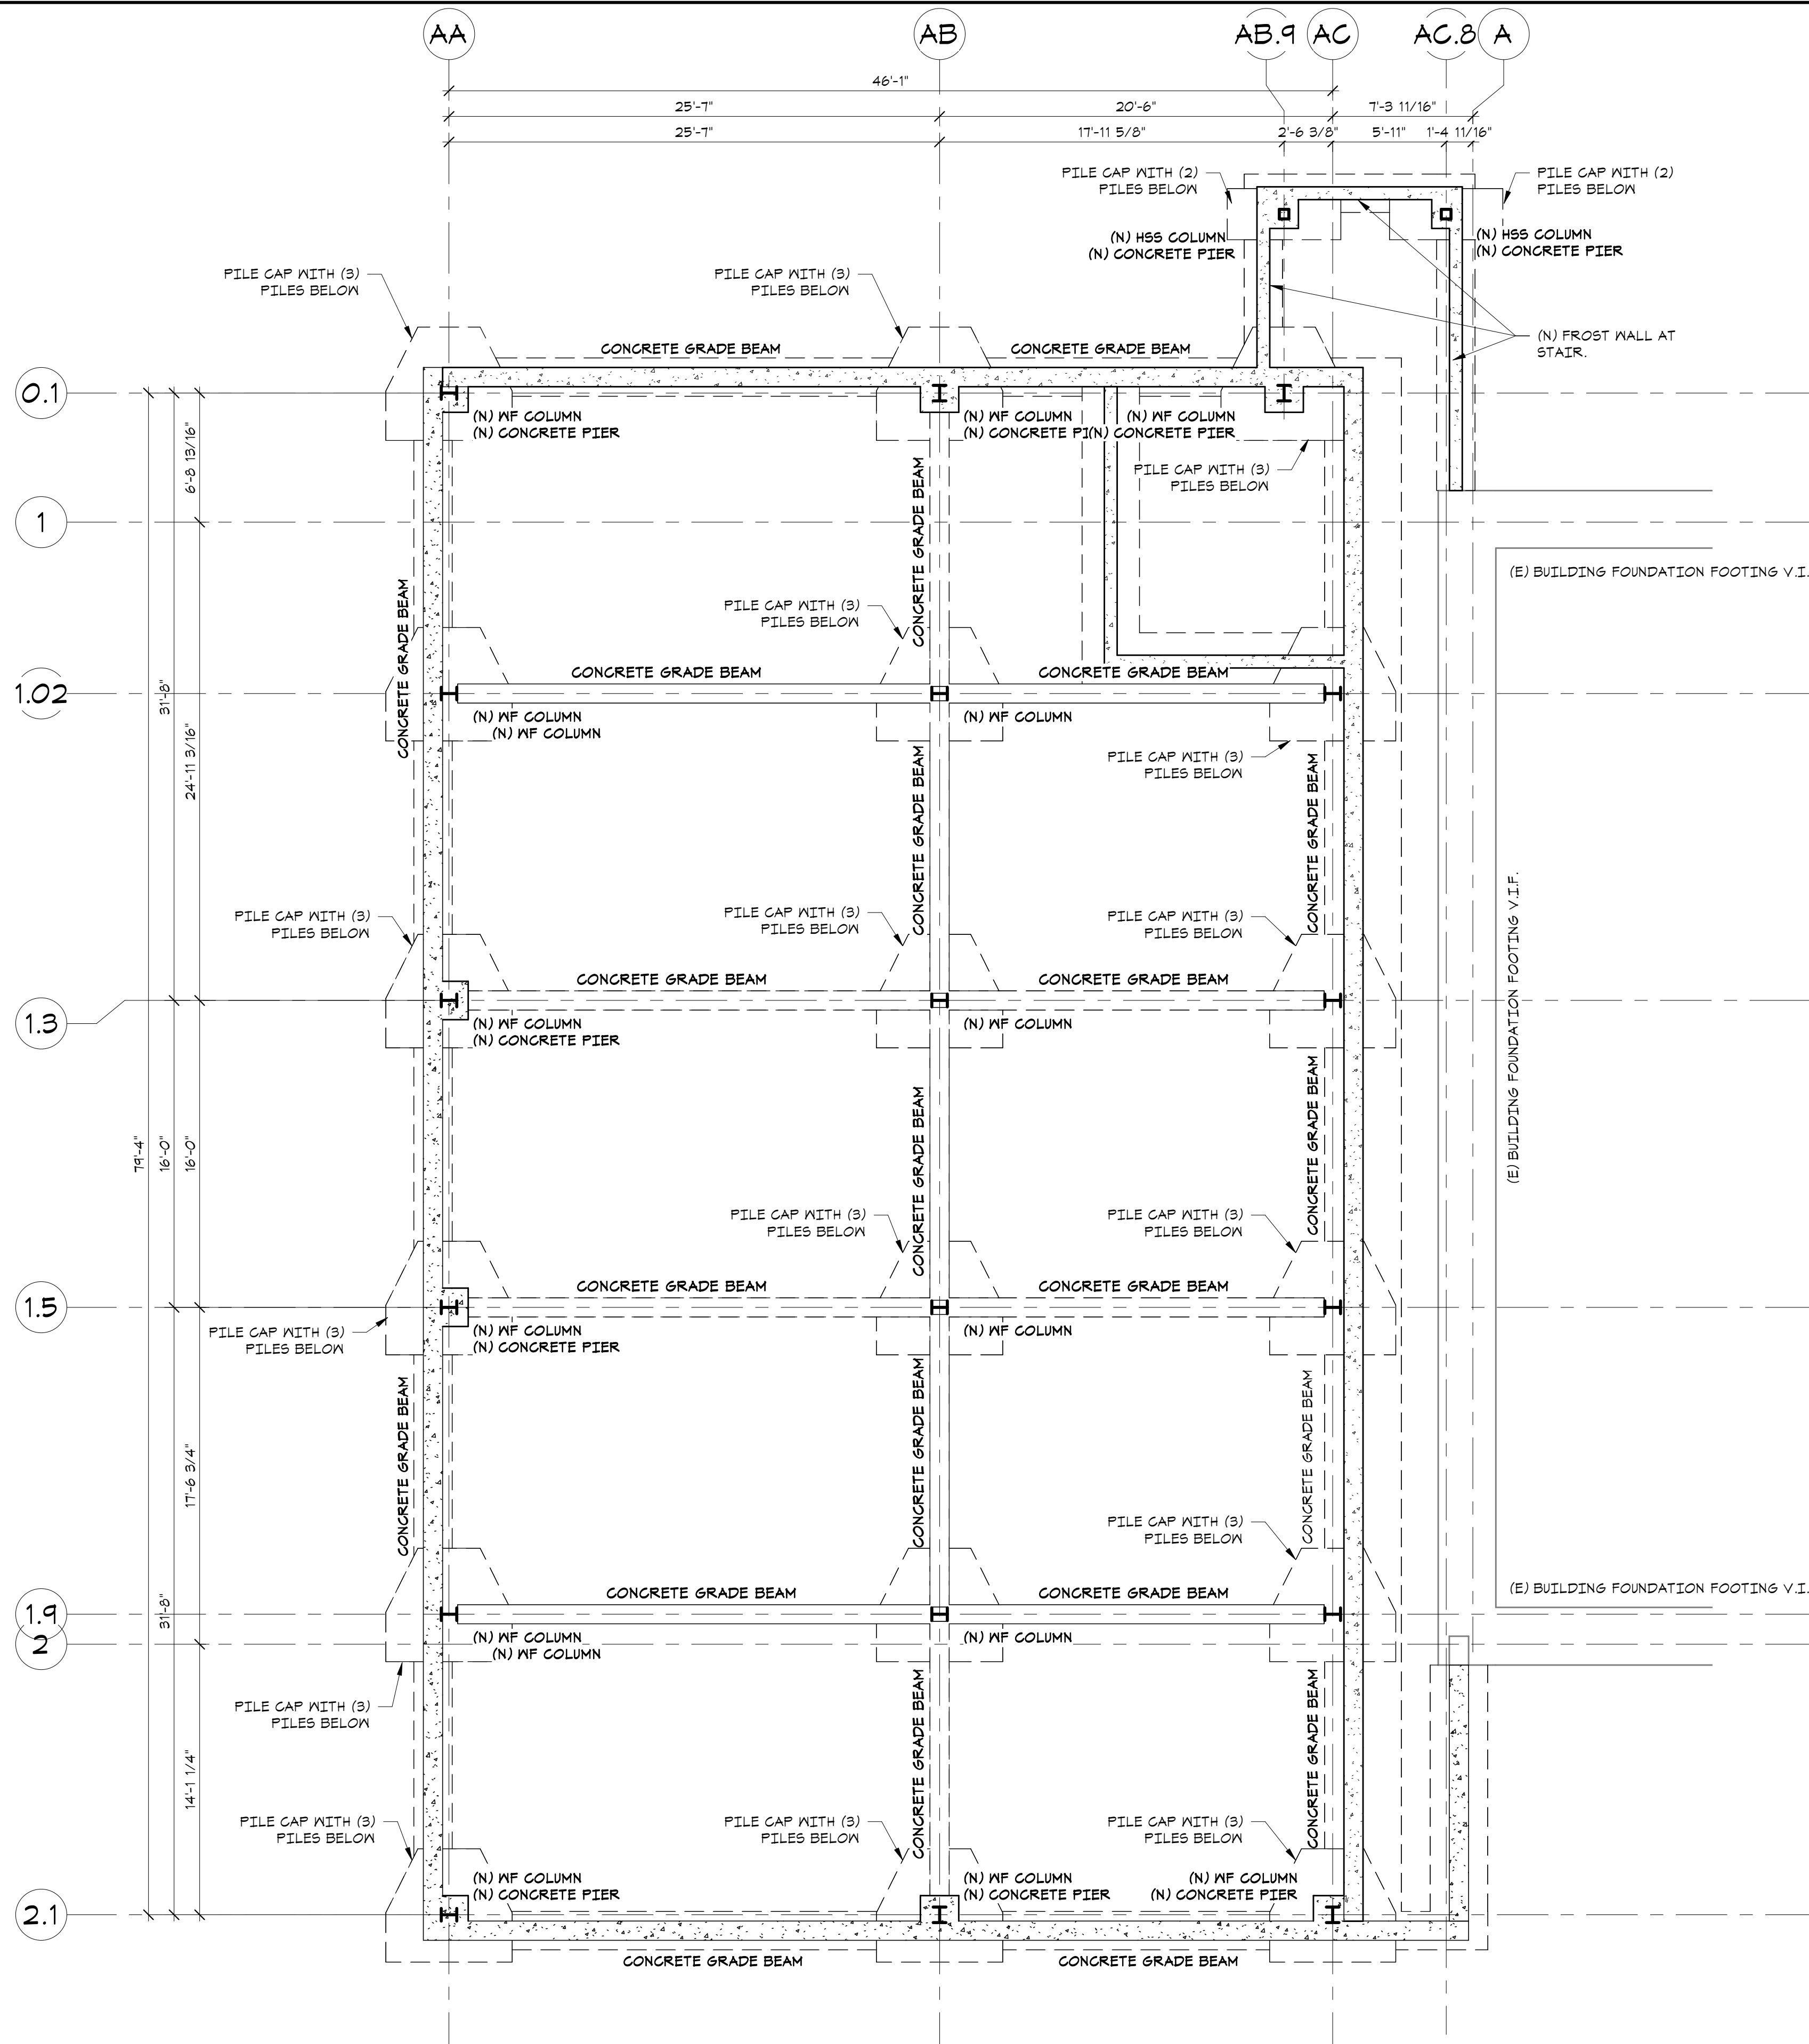 AA
AB
AB.9
AC
AC.8
A
46'-1"
25'-7"
20'-6"
7'-3 11/16"
25'-7"
17'-11 5/8"
2'-6 3/8"
5'-11"
1'-4 11/16"
PILE CAP WITH (2)
PILES BELOW
PILE CAP WITH (2)
PILES BELOW
(N) HSS COLUMN
(N) CONCRETE PIER
(N) HSS COLUMN
(N) CONCRETE PIER
PILE CAP WITH (3)
PILES BELOW
PILE CAP WITH (3)
PILES BELOW
(N) FROST WALL AT
STAIR.
CONCRETE GRADE BEAM
CONCRETE GRADE BEAM
0.1
(N) WF COLUMN
(N) CONCRETE PIER
(N) WF COLUMN
(N) CONCRETE PI
(N) WF COLUMN
(N) CONCRETE PIER
6'-8 13/16"
PILE CAP WITH (3)
PILES BELOW
CONCRETE GRADE BEAM
1
(E) BUILDING FOUNDATION FOOTING V.I.
CONCRETE GRADE BEAM
PILE CAP WITH (3)
PILES BELOW
CONCRETE GRADE BEAM
CONCRETE GRADE BEAM
1.02
31'-8"
(N) WF COLUMN
(N) WF COLUMN
(N) WF COLUMN
24'-11 3/16"
PILE CAP WITH (3)
PILES BELOW
CONCRETE GRADE BEAM
CONCRETE GRADE BEAM
PILE CAP WITH (3)
PILES BELOW
PILE CAP WITH (3)
PILES BELOW
PILE CAP WITH (3)
PILES BELOW
(E) BUILDING FOUNDATION FOOTING V.I.F.
CONCRETE GRADE BEAM
CONCRETE GRADE BEAM
1.3
(N) WF COLUMN
(N) CONCRETE PIER
(N) WF COLUMN
79'-4"
16'-0"
16'-0"
CONCRETE GRADE BEAM
CONCRETE GRADE BEAM
PILE CAP WITH (3)
PILES BELOW
PILE CAP WITH (3)
PILES BELOW
CONCRETE GRADE BEAM
CONCRETE GRADE BEAM
1.5
PILE CAP WITH (3)
PILES BELOW
(N) WF COLUMN
(N) CONCRETE PIER
(N) WF COLUMN
CONCRETE GRADE BEAM
CONCRETE GRADE BEAM
CONCRETE GRADE BEAM
17'-6 3/4"
PILE CAP WITH (3)
PILES BELOW
CONCRETE GRADE BEAM
CONCRETE GRADE BEAM
(E) BUILDING FOUNDATION FOOTING V.I.
1.9
31'-8"
2
(N) WF COLUMN
(N) WF COLUMN
(N) WF COLUMN
PILE CAP WITH (3)
PILES BELOW
CONCRETE GRADE BEAM
CONCRETE GRADE BEAM
14'-1 1/4"
PILE CAP WITH (3)
PILES BELOW
PILE CAP WITH (3)
PILES BELOW
PILE CAP WITH (3)
PILES BELOW
(N) WF COLUMN
(N) CONCRETE PIER
(N) WF COLUMN
(N) CONCRETE PIER
(N) WF COLUMN
(N) CONCRETE PIER
2.1
CONCRETE GRADE BEAM
CONCRETE GRADE BEAM